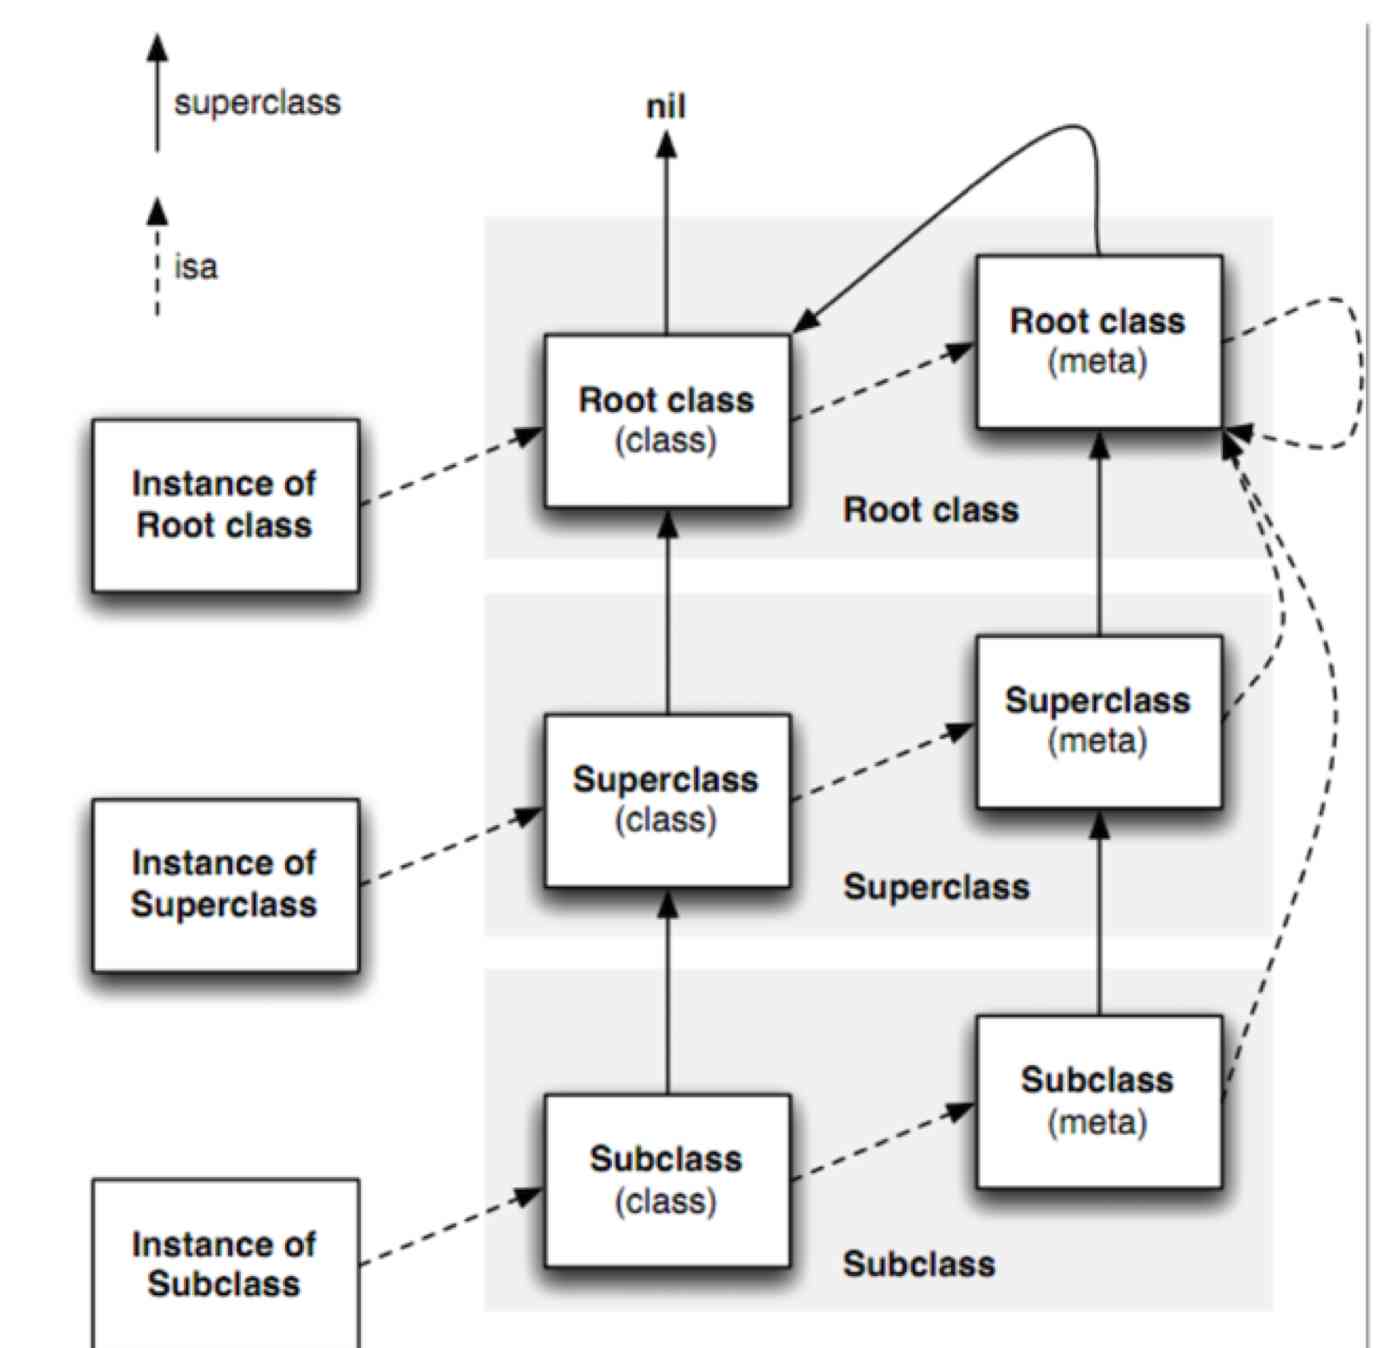 superclass
isa
nil
Root class
(meta)
Root class
(class)
Instance of
Root class
Root class
Superclass
(meta)
Superclass
(class)
Instance of
Superclass
Superclass
Subclass
(meta)
Subclass
(class)
Instance of
Subclass
Subclass